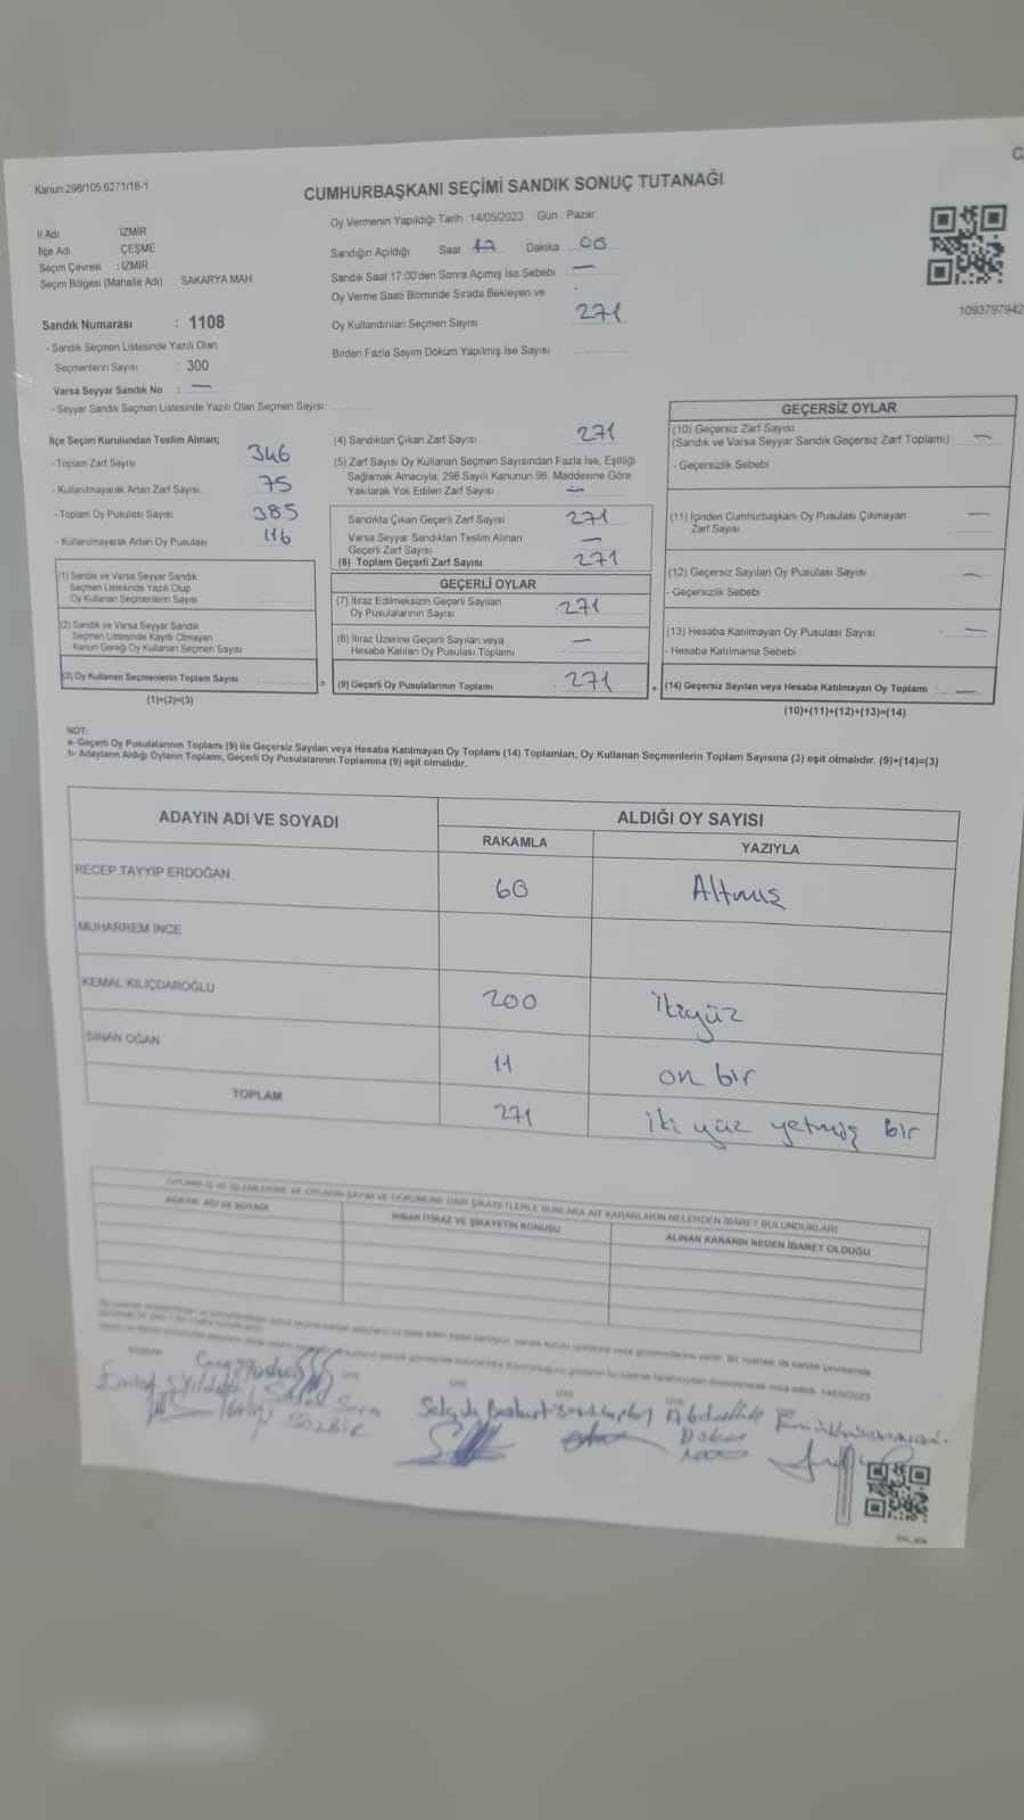 Kanun:298/105.6271/18-1
CUMHURBAŞKANI SEÇİMİ SANDIK SONUÇ TUTANAĞI
Oy Vermenin Yapıldığı Tarih :14/05/2023 Gün : Pazar
İl Adı : İZMİR
İlçe Adı : ÇEŞME
Seçim Çevresi : İZMİR
Seçim Bölgesi (Mahalle Adı) SAKARYA MAH
Sandığın Açıldığı Saat 17 Dakika 00
Sandık Saat 17:00'den Sonra Açılmış İse Sebebi —
Oy Verme Saati Bitiminde Sırada Bekleyen ve
Oy Kullandırılan Seçmen Sayısı 271
Birden Fazla Sayım Döküm Yapılmış İse Sayısı
1093797942
Sandık Numarası : 1108
- Sandık Seçmen Listesinde Yazılı Olan
Seçmenlerin Sayısı : 300
Varsa Seyyar Sandık No : —
- Seyyar Sandık Seçmen Listesinde Yazılı Olan Seçmen Sayısı:
İlçe Seçim Kurulundan Teslim Alınan;
- Toplam Zarf Sayısı 346
- Kullanılmayarak Artan Zarf Sayısı 75
- Toplam Oy Pusulası Sayısı 385
- Kullanılmayarak Artan Oy Pusulası 116
(1) Sandık ve Varsa Seyyar Sandık
Seçmen Listesinde Yazılı Olup
Oy Kullanan Seçmenlerin Sayısı
(2) Sandık ve Varsa Seyyar Sandık
Seçmen Listesinde Kayıtlı Olmayan
Kanun Gereği Oy Kullanan Seçmen Sayısı
(3) Oy Kullanan Seçmenlerin Toplam Sayısı
(1)+(2)=(3)
(4) Sandıktan Çıkan Zarf Sayısı 271
(5) Zarf Sayısı Oy Kullanan Seçmen Sayısından Fazla İse, Eşitliği
Sağlamak Amacıyla, 298 Sayılı Kanunun 98. Maddesine Göre
Yakılarak Yok Edilen Zarf Sayısı —
Sandıkta Çıkan Geçerli Zarf Sayısı 271
Varsa Seyyar Sandıktan Teslim Alınan
Geçerli Zarf Sayısı —
(6) Toplam Geçerli Zarf Sayısı 271
GEÇERLİ OYLAR
(7) İtiraz Edilmeksizin Geçerli Sayılan
Oy Pusulalarının Sayısı 271
(8) İtiraz Üzerine Geçerli Sayılan veya
Hesaba Katılan Oy Pusulası Toplamı —
= (9) Geçerli Oy Pusulalarının Toplamı 271
GEÇERSİZ OYLAR
(10) Geçersiz Zarf Sayısı
(Sandık ve Varsa Seyyar Sandık Geçersiz Zarf Toplamı) —
- Geçersizlik Sebebi
(11) İçinden Cumhurbaşkanı Oy Pusulası Çıkmayan
Zarf Sayısı —
(12) Geçersiz Sayılan Oy Pusulası Sayısı —
- Geçersizlik Sebebi
(13) Hesaba Katılmayan Oy Pusulası Sayısı —
- Hesaba Katılmama Sebebi
+ (14) Geçersiz Sayılan veya Hesaba Katılmayan Oy Toplamı —
(10)+(11)+(12)+(13)=(14)
NOT:
a- Geçerli Oy Pusulalarının Toplamı (9) ile Geçersiz Sayılan veya Hesaba Katılmayan Oy Toplamı (14) Toplamları, Oy Kullanan Seçmenlerin Toplam Sayısına (3) eşit olmalıdır. (9)+(14)=(3)
b- Adayların Aldığı Oyların Toplamı, Geçerli Oy Pusulalarının Toplamına (9) eşit olmalıdır.
ADAYIN ADI VE SOYADI
ALDIĞI OY SAYISI
RAKAMLA YAZIYLA
RECEP TAYYİP ERDOĞAN 60 Altmış
MUHARREM İNCE
KEMAL KILIÇDAROĞLU 200 İkiyüz
SİNAN OĞAN 11 on bir
TOPLAM 271 iki yüz yetmiş bir
ALINAN KARARIN NEDEN İBARET OLDUĞU